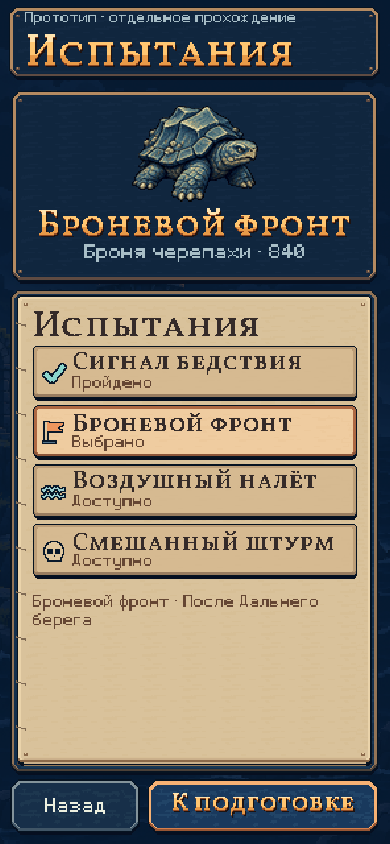 Прототип · отдельное прохождение
Испытания
Броневой фронт
Броня черепахи · 840
Испытания
Сигнал бедствия
Пройдено
Броневой фронт
Выбрано
Воздушный налёт
Доступно
Смешанный штурм
Доступно
Броневой фронт · После Дальнего
берега
Назад
К подготовке